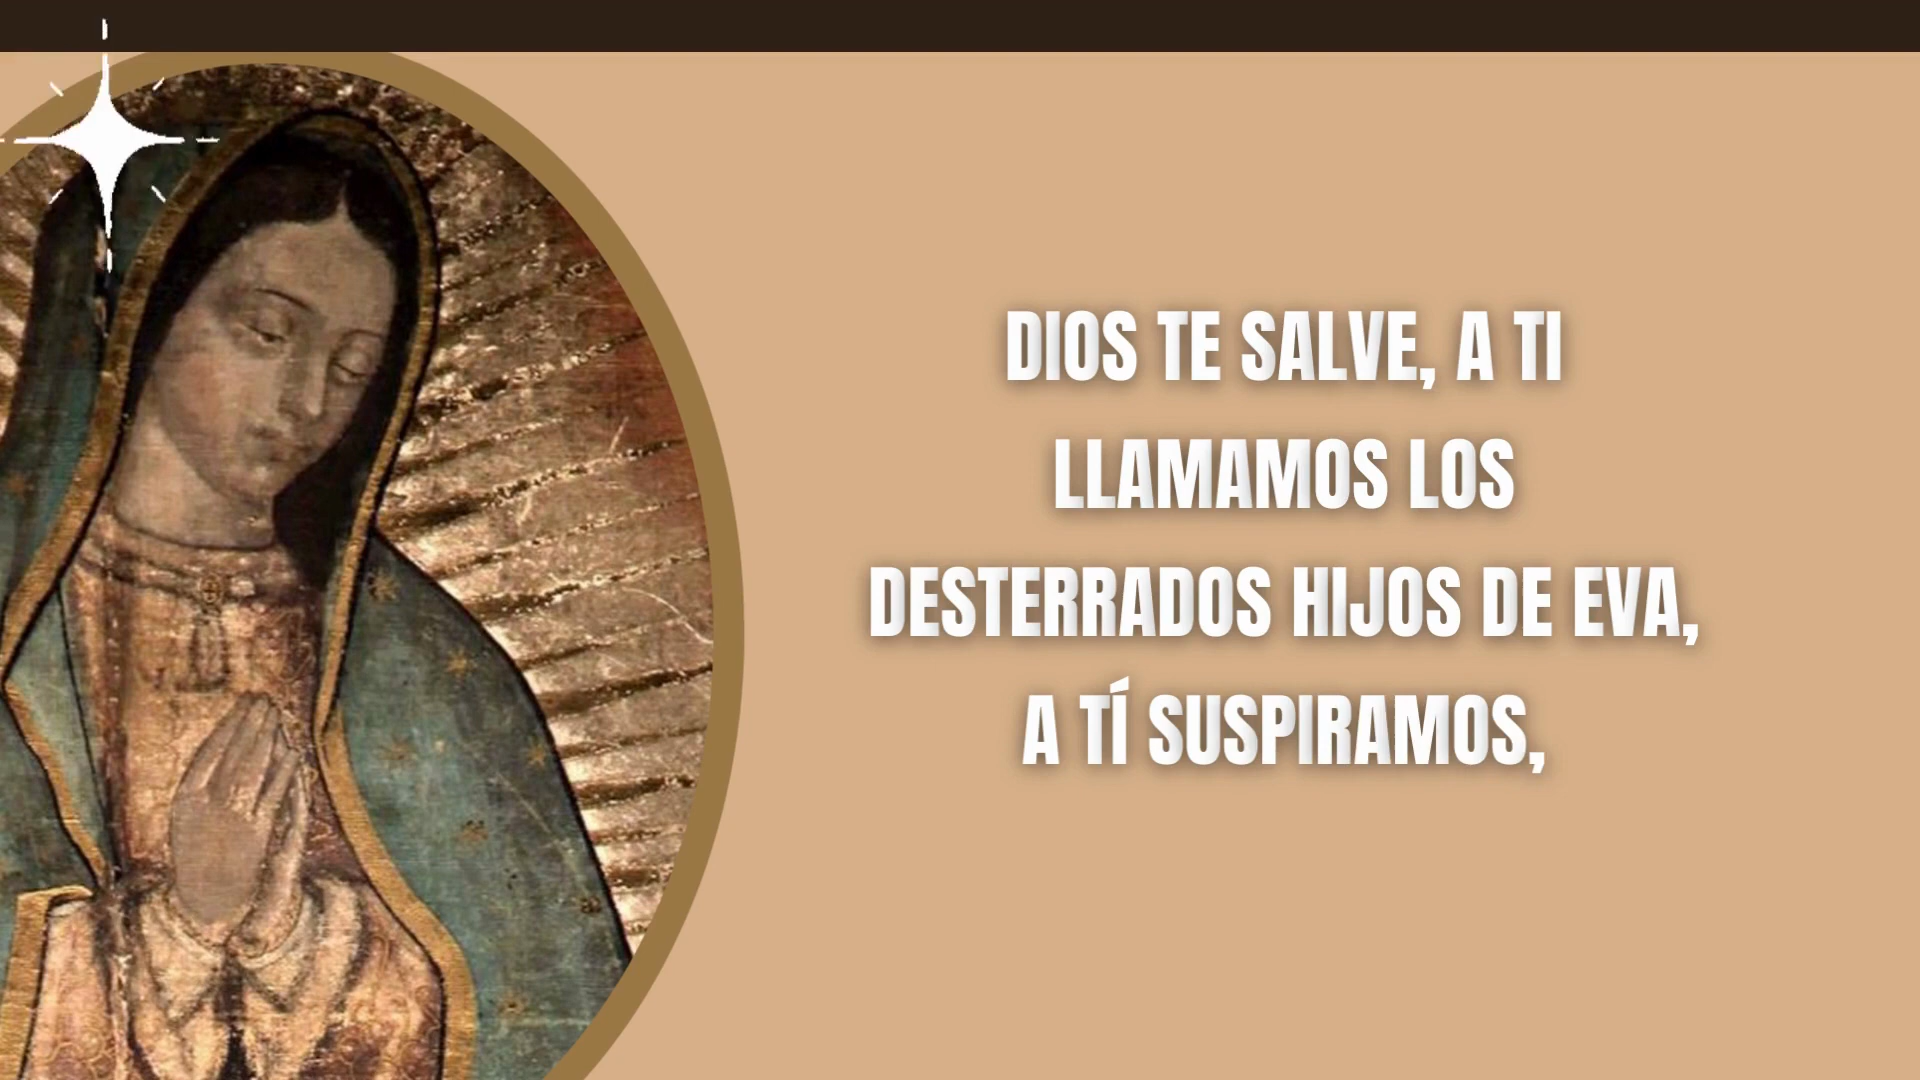 DIOS TE SALVE, A TI
LLAMAMOS LOS
DESTERRADOS HIJOS DE EVA,
A TÍ SUSPIRAMOS,